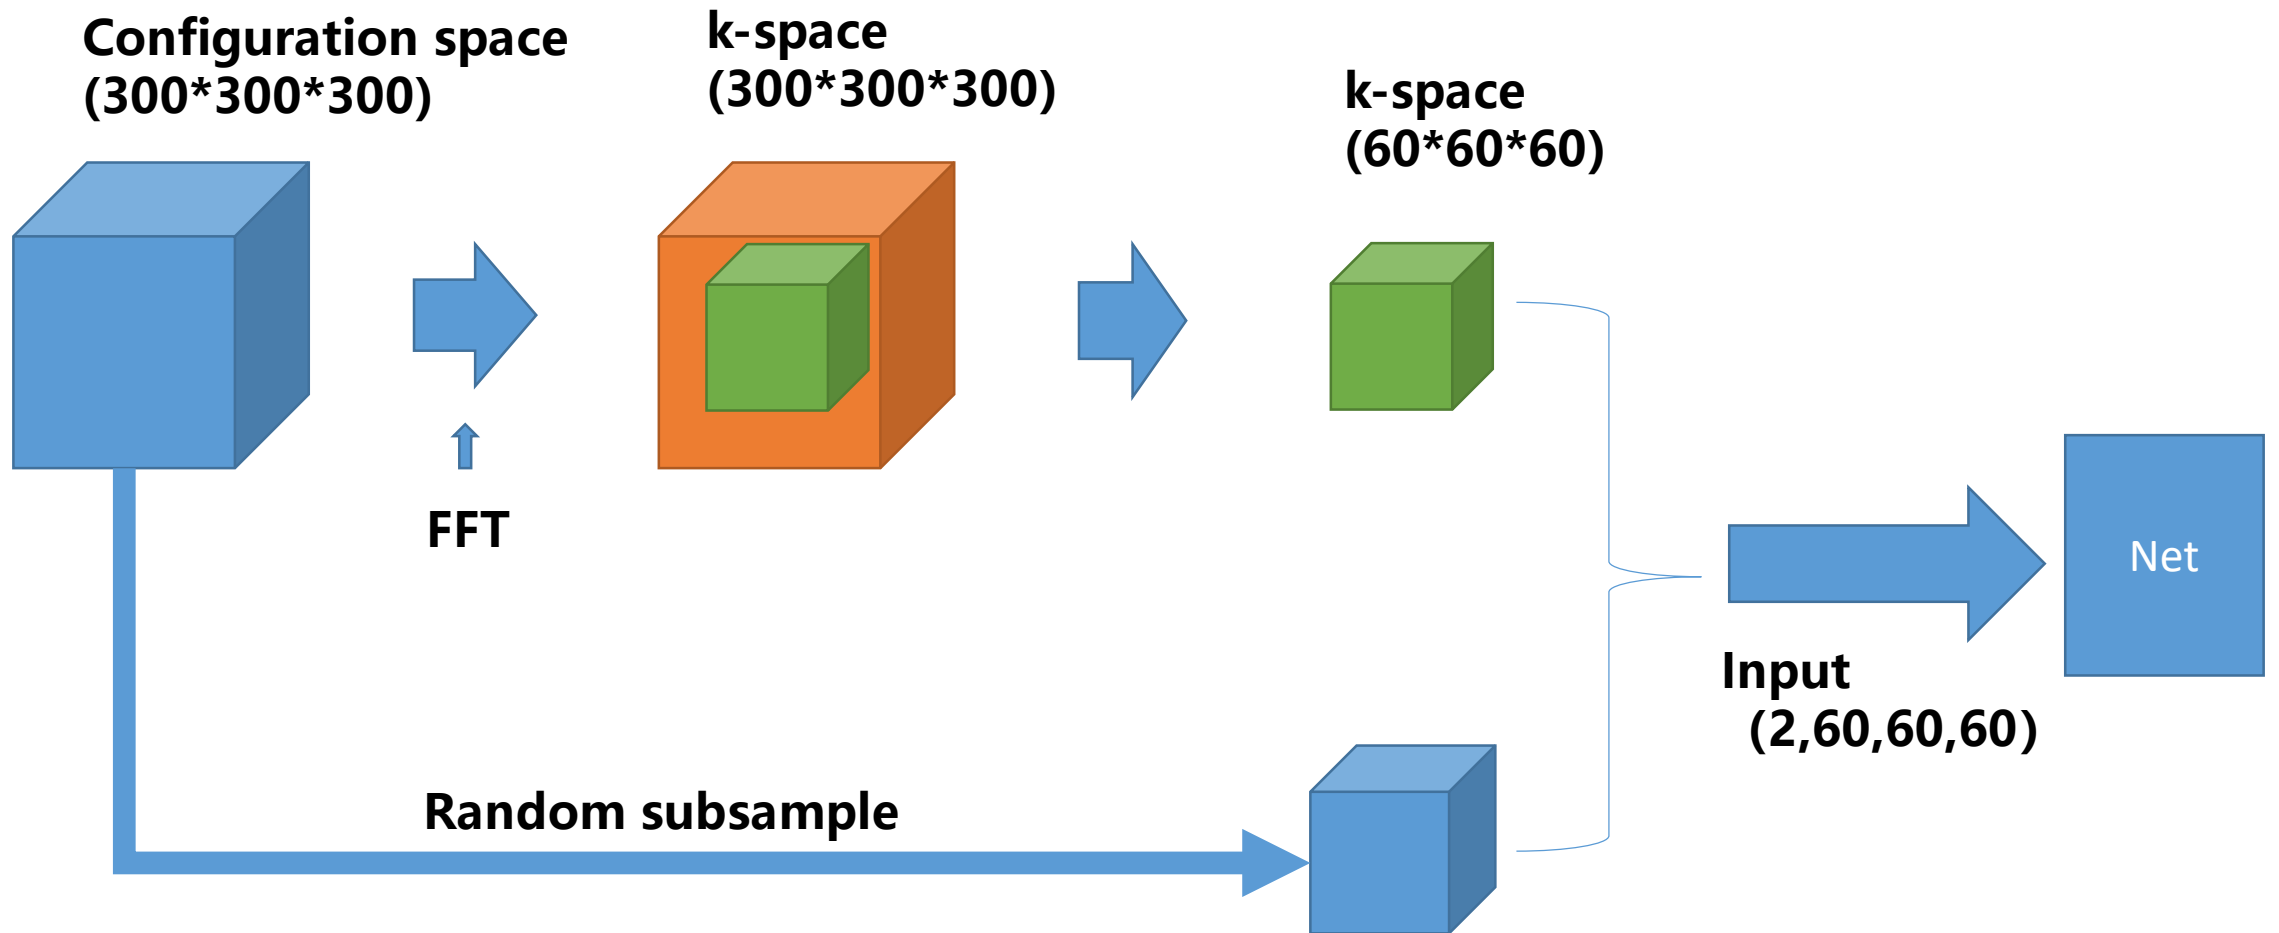 Configuration space
(300*300*300)
k-space
(300*300*300)
k-space
(60*60*60)
FFT
Net
Input
(2,60,60,60)
Random subsample